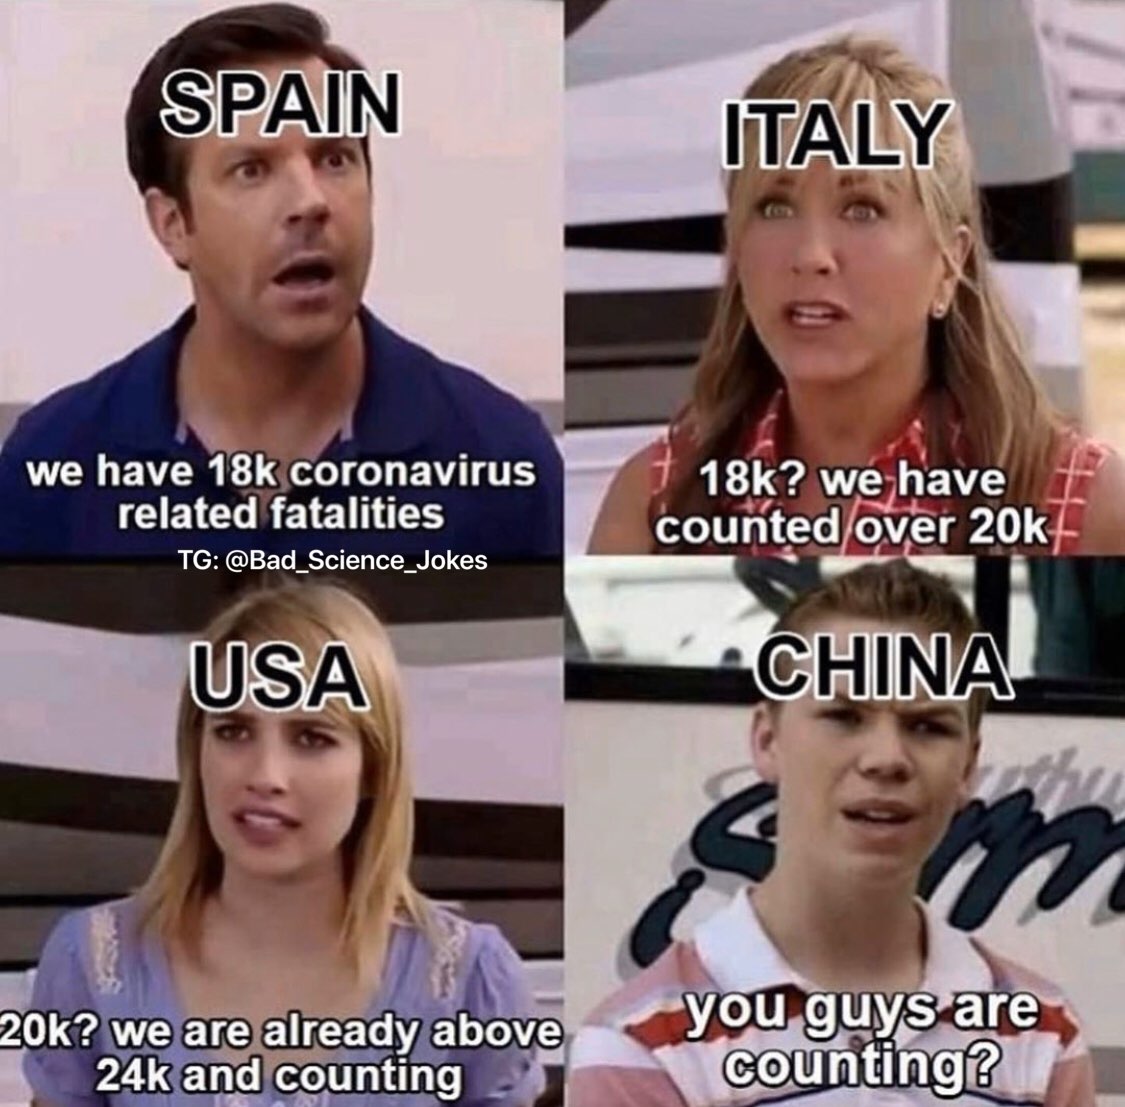 SPAIN
we have 18k coronavirus
related fatalities
TG: @Bad_Science_Jokes
ITALY
18k? we have
counted over 20k
USA
20k? we are already above
24k and counting
CHINA
you guys are
counting?